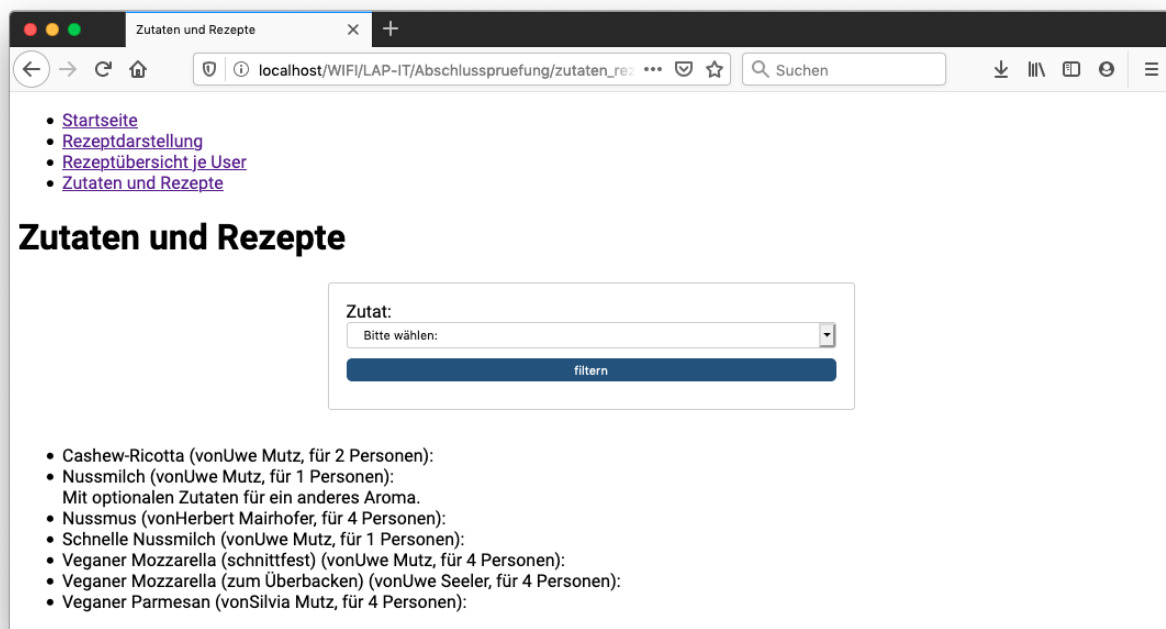 Zutaten und Rezepte
localhost/WIFI/LAP-IT/Abschlusspruefung/zutaten_rez
Suchen
Startseite
Rezeptdarstellung
Rezeptübersicht je User
Zutaten und Rezepte
Zutaten und Rezepte
Zutat:
Bitte wählen:
filtern
Cashew-Ricotta (vonUwe Mutz, für 2 Personen):
Nussmilch (vonUwe Mutz, für 1 Personen):
Mit optionalen Zutaten für ein anderes Aroma.
Nussmus (vonHerbert Mairhofer, für 4 Personen):
Schnelle Nussmilch (vonUwe Mutz, für 1 Personen):
Veganer Mozzarella (schnittfest) (vonUwe Mutz, für 4 Personen):
Veganer Mozzarella (zum Überbacken) (vonUwe Seeler, für 4 Personen):
Veganer Parmesan (vonSilvia Mutz, für 4 Personen):